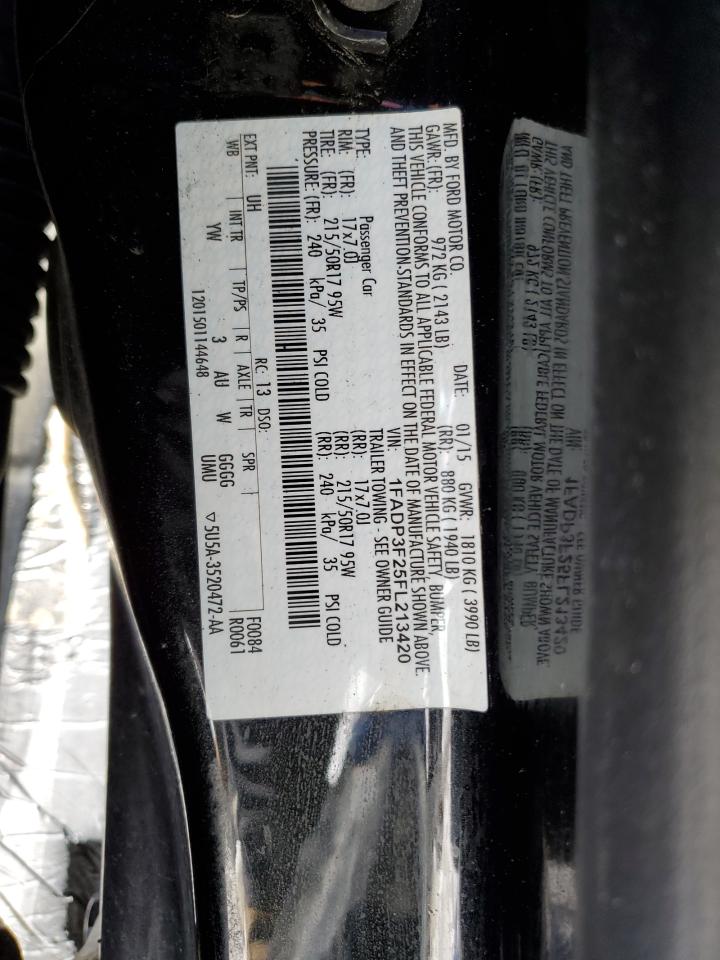 MFD. BY FORD MOTOR CO.
DATE: 01/15 GVWR: 1810 KG ( 3990 LB)
GAWR: (FR): 972 KG ( 2143 LB) (RR): 880 KG ( 1940 LB)
THIS VEHICLE CONFORMS TO ALL APPLICABLE FEDERAL MOTOR VEHICLE SAFETY, BUMPER,
AND THEFT PREVENTION STANDARDS IN EFFECT ON THE DATE OF MANUFACTURE SHOWN ABOVE.
VIN: 1FADP3F25FL213420
TYPE: Passenger Car TRAILER TOWING - SEE OWNER GUIDE
RIM: (FR): 17x7.0J (RR): 17x7.0J
TIRE: (FR): 215/50R17 95W (RR): 215/50R17 95W
PRESSURE: (FR): 240 kPa/ 35 PSI COLD (RR): 240 kPa/ 35 PSI COLD
EXT PNT: UH RC: 13 DSO: F0084
WB INT TR TP/PS R AXLE TR SPR R0061
YW 3 AU W GGGG UMU
1201501144648 ▽5U5A-3520472-AA